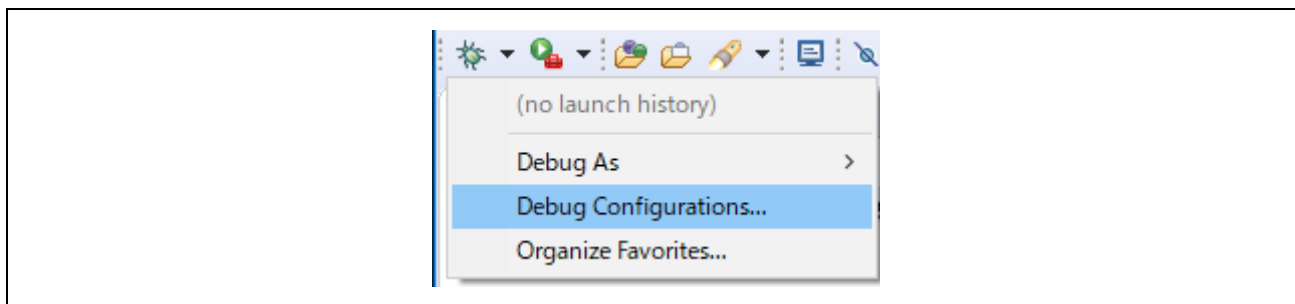 (no launch history)
Debug As
Debug Configurations...
Organize Favorites...